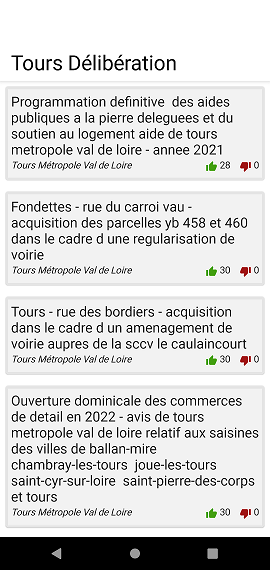 Tours Délibération
Programmation definitive  des aides
publiques a la pierre deleguees et du
soutien au logement aide de tours
metropole val de loire - annee 2021
Tours Métropole Val de Loire 28 0
Fondettes - rue du carroi vau -
acquisition des parcelles yb 458 et 460
dans le cadre d une regularisation de
voirie
Tours Métropole Val de Loire 30 0
Tours - rue des bordiers - acquisition
dans le cadre d un amenagement de
voirie aupres de la sccv le caulaincourt
Tours Métropole Val de Loire 30 0
Ouverture dominicale des commerces
de detail en 2022 - avis de tours
metropole val de loire relatif aux saisines
des villes de ballan-mire
chambray-les-tours  joue-les-tours
saint-cyr-sur-loire  saint-pierre-des-corps
et tours
Tours Métropole Val de Loire 30 0